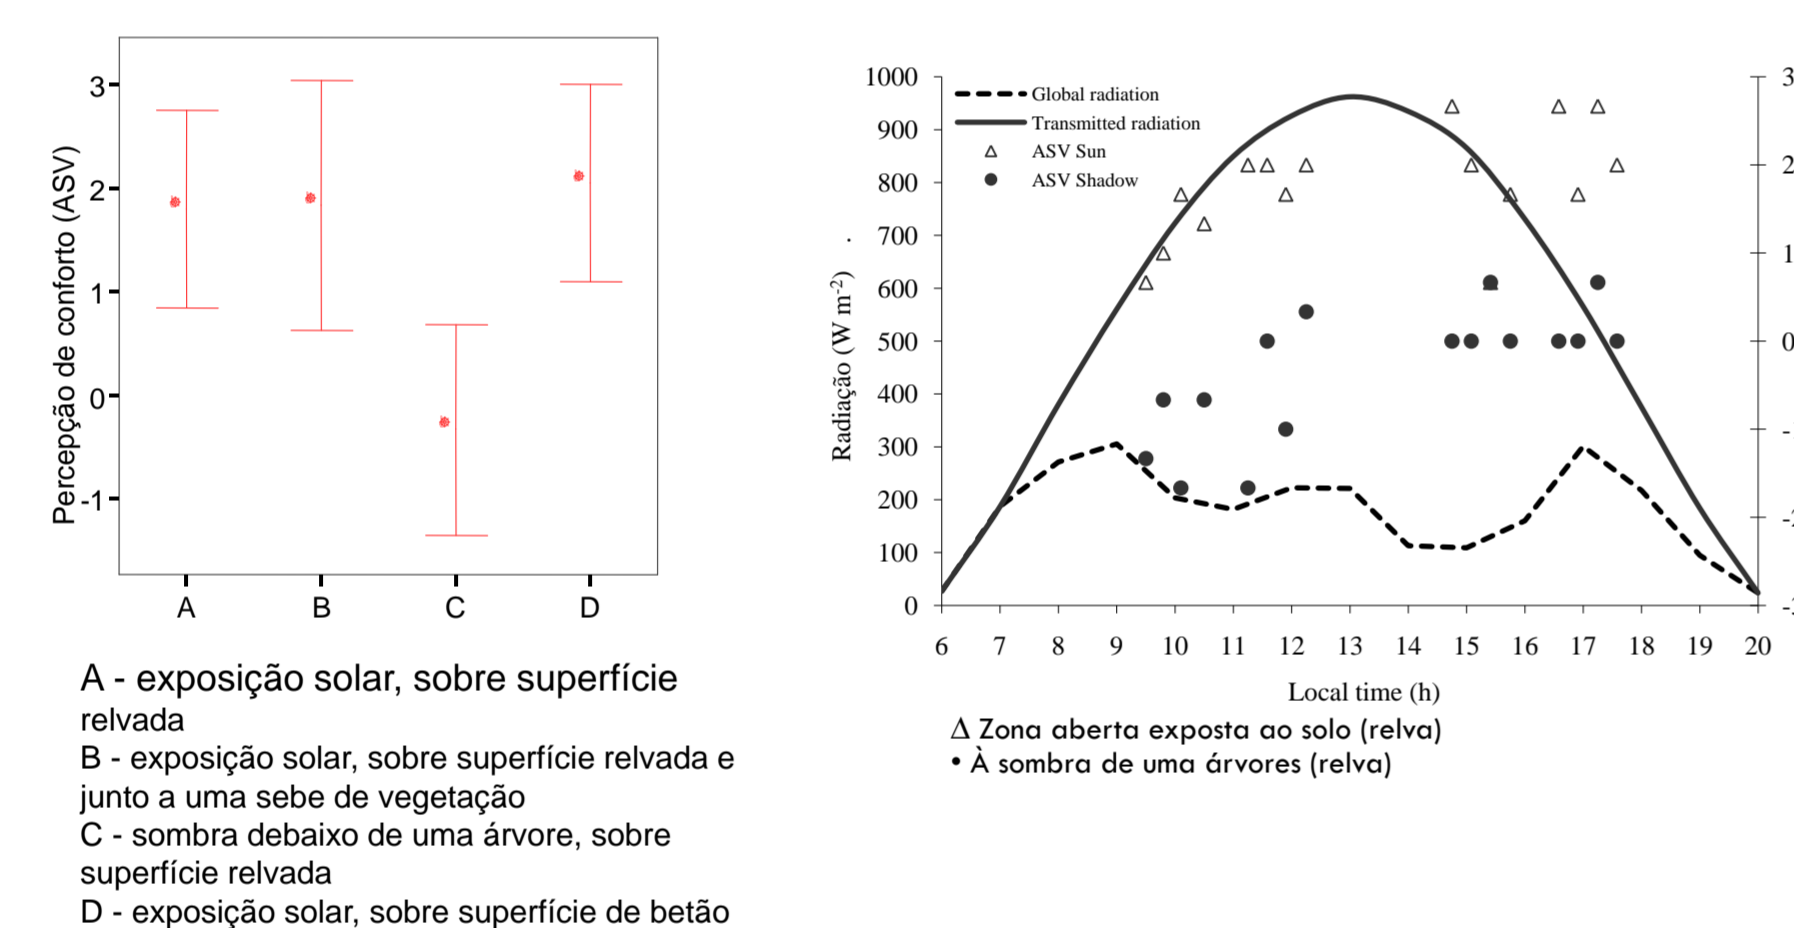 3
2
1
0
-1
Percepção de conforto (ASV)
A
B
C
D
A - exposição solar, sobre superfície
relvada
B - exposição solar, sobre superfície relvada e
junto a uma sebe de vegetação
C - sombra debaixo de uma árvore, sobre
superfície relvada
D - exposição solar, sobre superfície de betão
1000
900
800
700
600
500
400
300
200
100
0
Radiação (W m-2) .
Global radiation
Transmitted radiation
ASV Sun
ASV Shadow
3
2
1
0
6 7 8 9 10 11 12 13 14 15 16 17 18 19 20
Local time (h)
Δ Zona aberta exposta ao solo (relva)
• À sombra de uma árvores (relva)